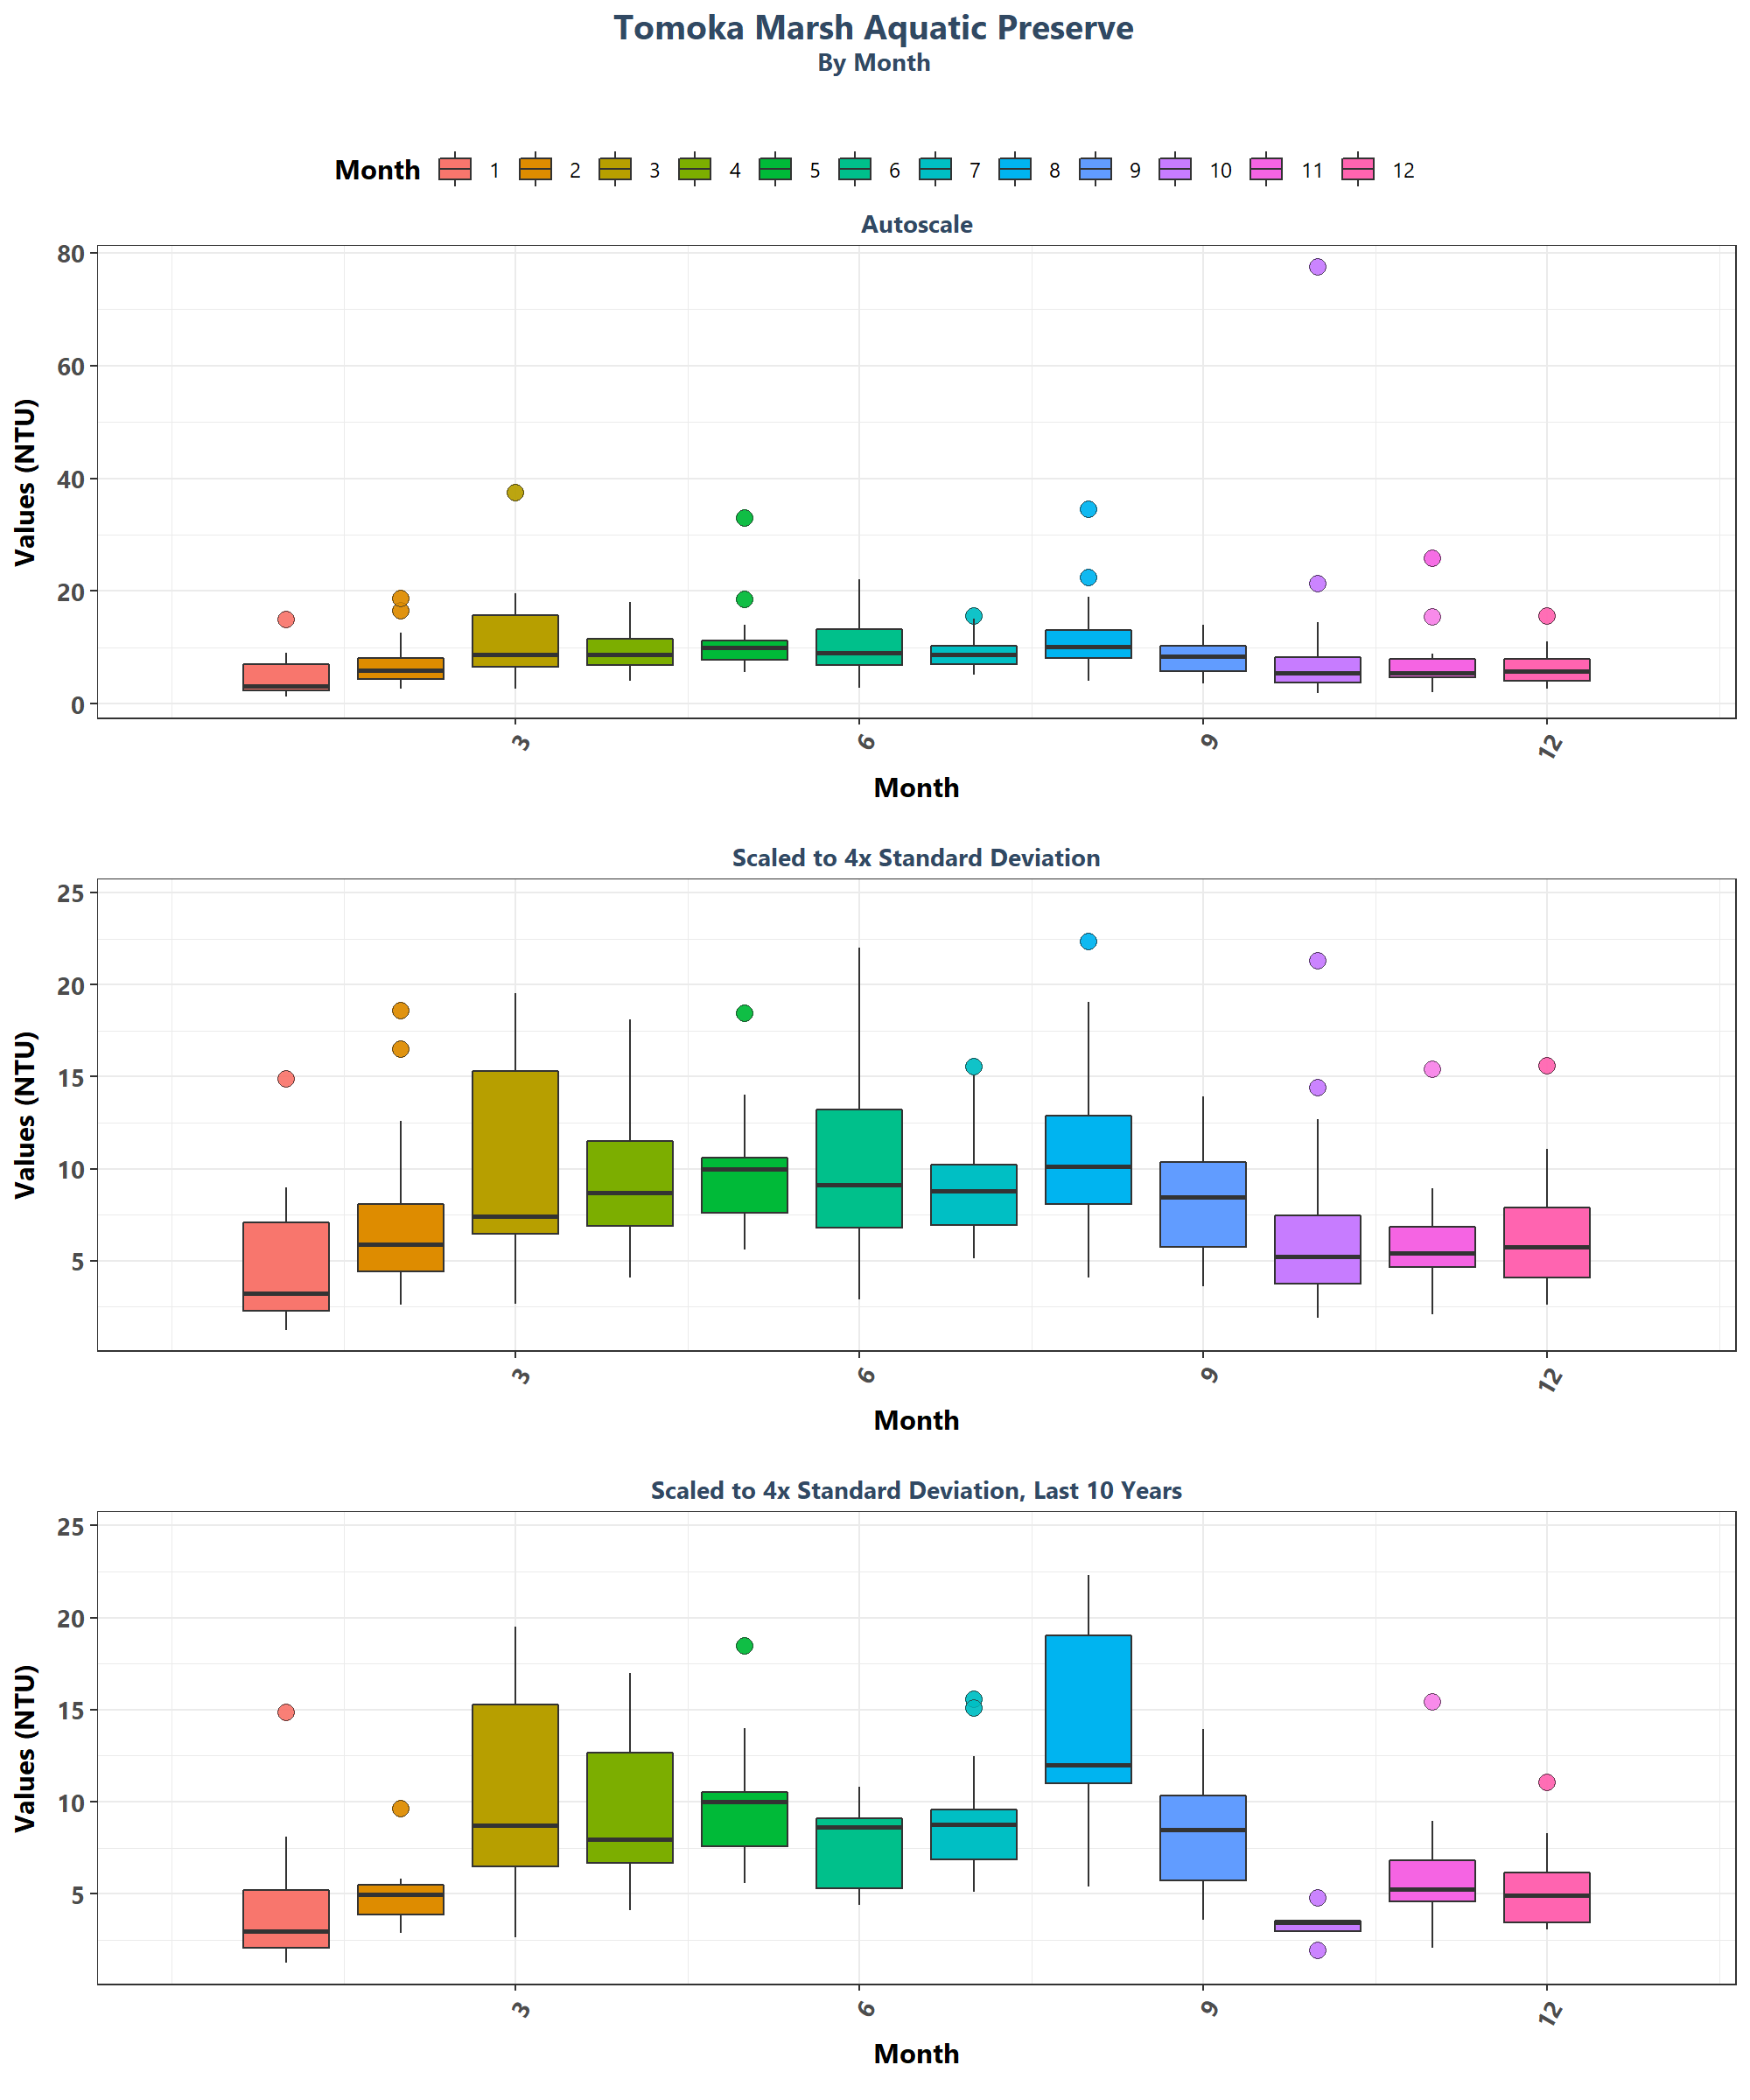 Tomoka Marsh Aquatic Preserve
By Month
Month 1 2 3 4 5 6 7 8 9 10 11 12
Autoscale
Values (NTU)
80
60
40
20
0
3 6 9 12
Month
Scaled to 4x Standard Deviation
Values (NTU)
25
20
15
10
5
3 6 9 12
Month
Scaled to 4x Standard Deviation, Last 10 Years
Values (NTU)
25
20
15
10
5
3 6 9 12
Month